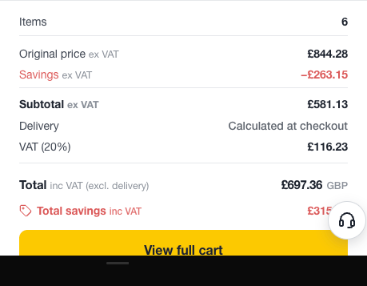 Items 6
Original price ex VAT £844.28
Savings ex VAT –£263.15
Subtotal ex VAT £581.13
Delivery Calculated at checkout
VAT (20%) £116.23
Total inc VAT (excl. delivery) £697.36 GBP
Total savings inc VAT £315
View full cart